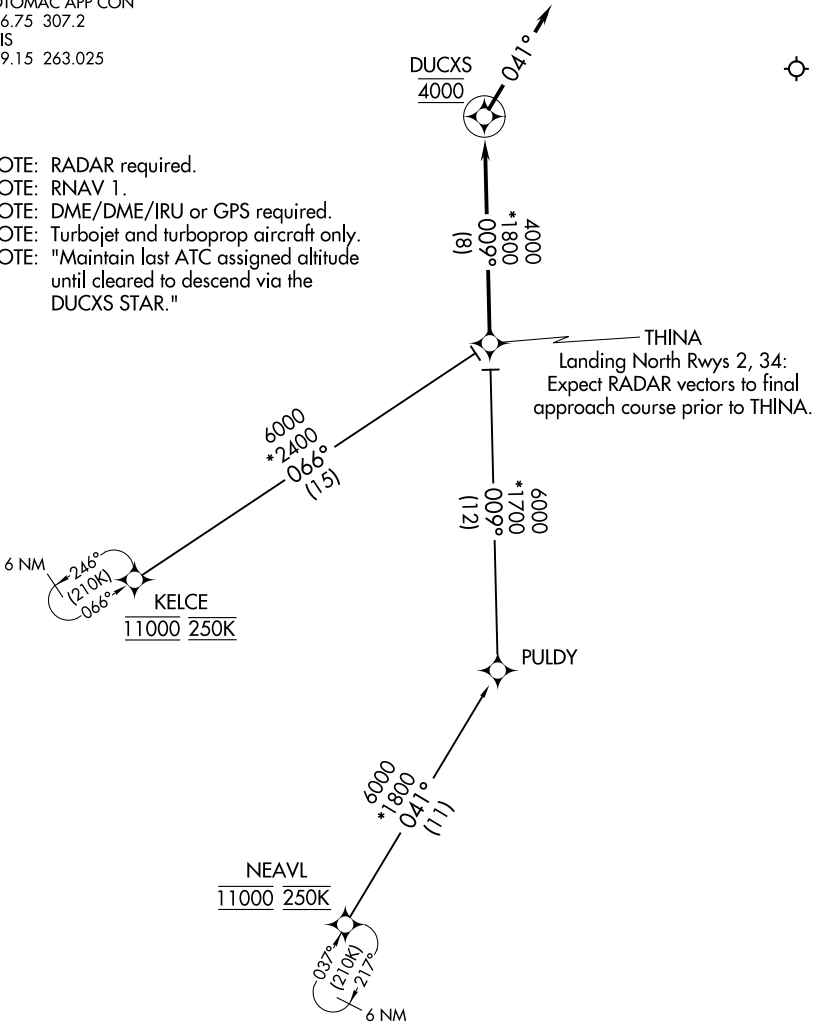 OTOMAC APP CON
6.75 307.2
IS
9.15 263.025
DUCXS
4000
041°
OTE: RADAR required.
OTE: RNAV 1.
OTE: DME/DME/IRU or GPS required.
OTE: Turbojet and turboprop aircraft only.
OTE: "Maintain last ATC assigned altitude
until cleared to descend via the
DUCXS STAR."
4000
*1800
009°
(8)
THINA
Landing North Rwys 2, 34:
Expect RADAR vectors to final
approach course prior to THINA.
6000
*2400
066°
(15)
6000
*1700
009°
(12)
6 NM
246°
(210K)
066°
KELCE
11000 250K
PULDY
6000
*1800
041°
(11)
NEAVL
11000 250K
037°
(210K)
217°
6 NM